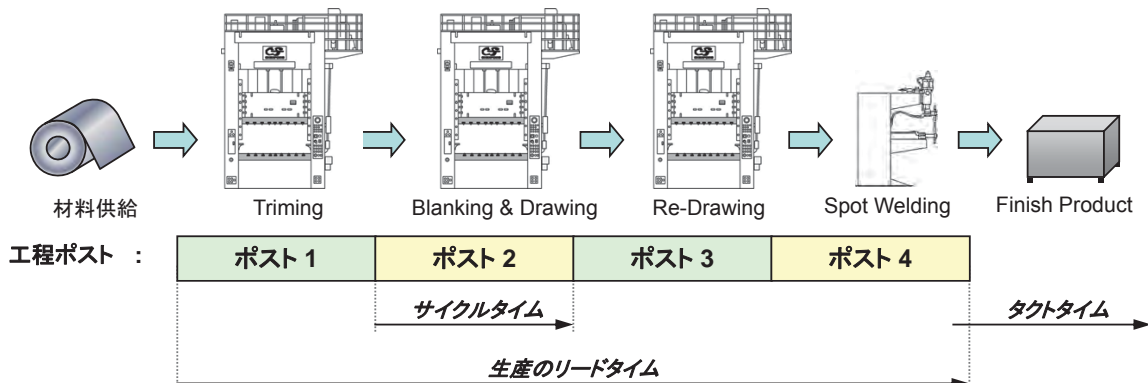 材料供給
Triming
Blanking & Drawing
Re-Drawing
Spot Welding
Finish Product
工程ポスト :
ポスト 1
ポスト 2
ポスト 3
ポスト 4
サイクルタイム
タクトタイム
生産のリードタイム